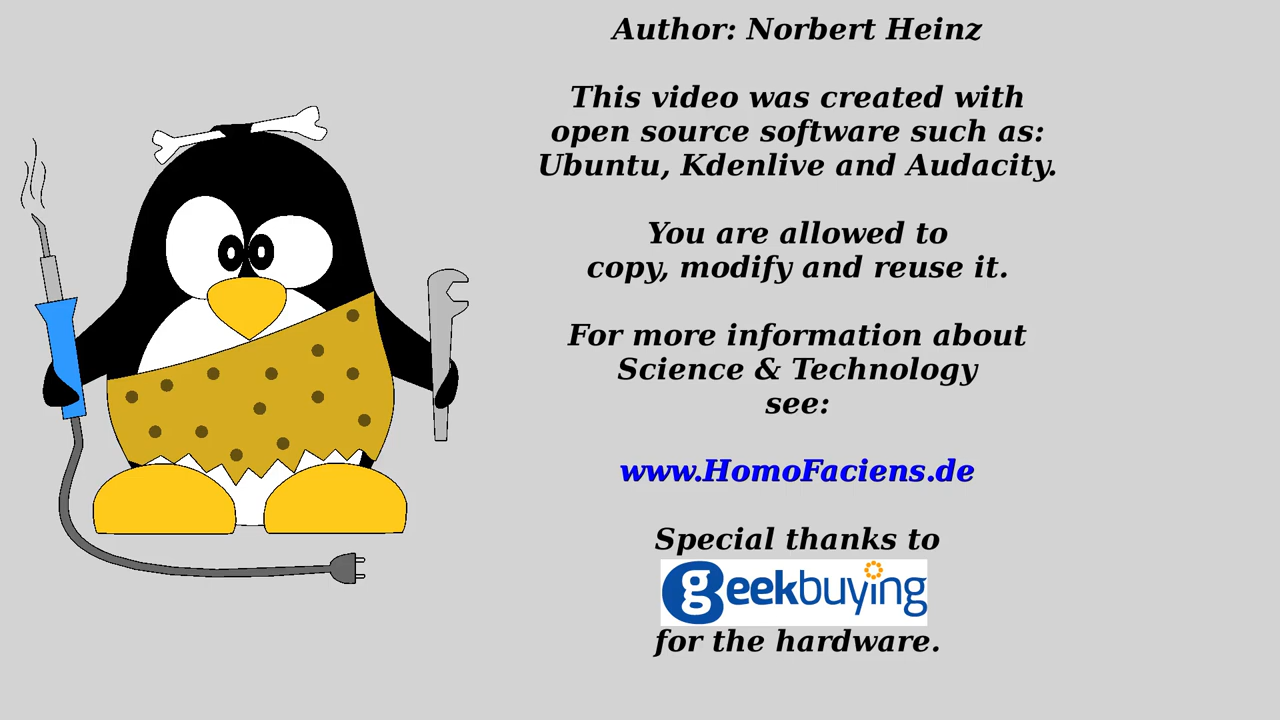 Author: Norbert Heinz
This video was created with
open source software such as:
Ubuntu, Kdenlive and Audacity.
You are allowed to
copy, modify and reuse it.
For more information about
Science & Technology
see:
www.HomoFaciens.de
Special thanks to
geekbuying
for the hardware.